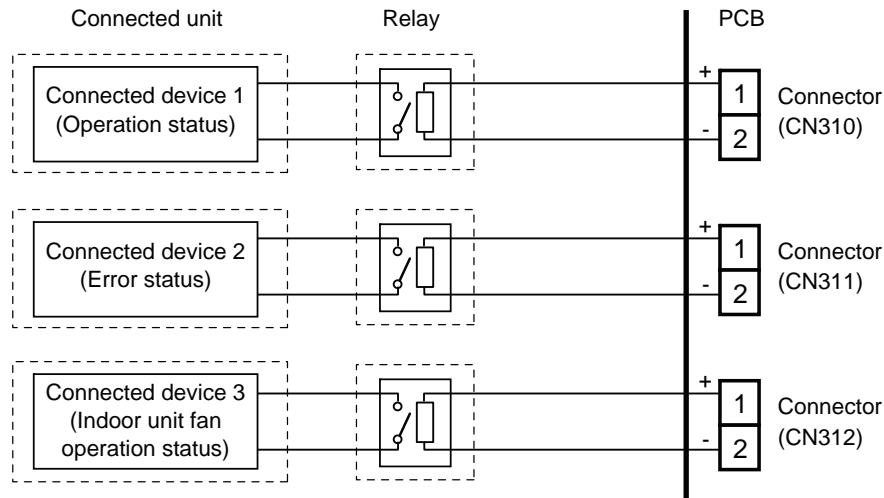 Connected unit
Relay
PCB
Connected device 1
(Operation status)
+
1
-
2
Connector
(CN310)
Connected device 2
(Error status)
+
1
-
2
Connector
(CN311)
Connected device 3
(Indoor unit fan
operation status)
+
1
-
2
Connector
(CN312)